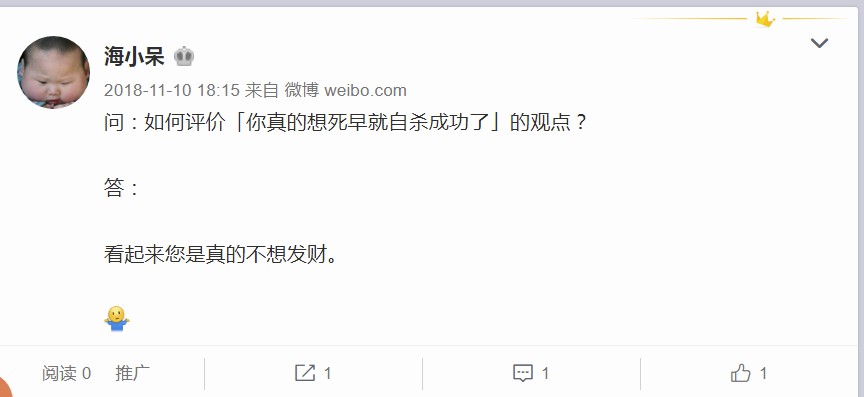 海小呆
2018-11-10 18:15 来自 微博 weibo.com
问：如何评价「你真的想死早就自杀成功了」的观点？
答：
看起来您是真的不想发财。
阅读 0 推广 1 1 1